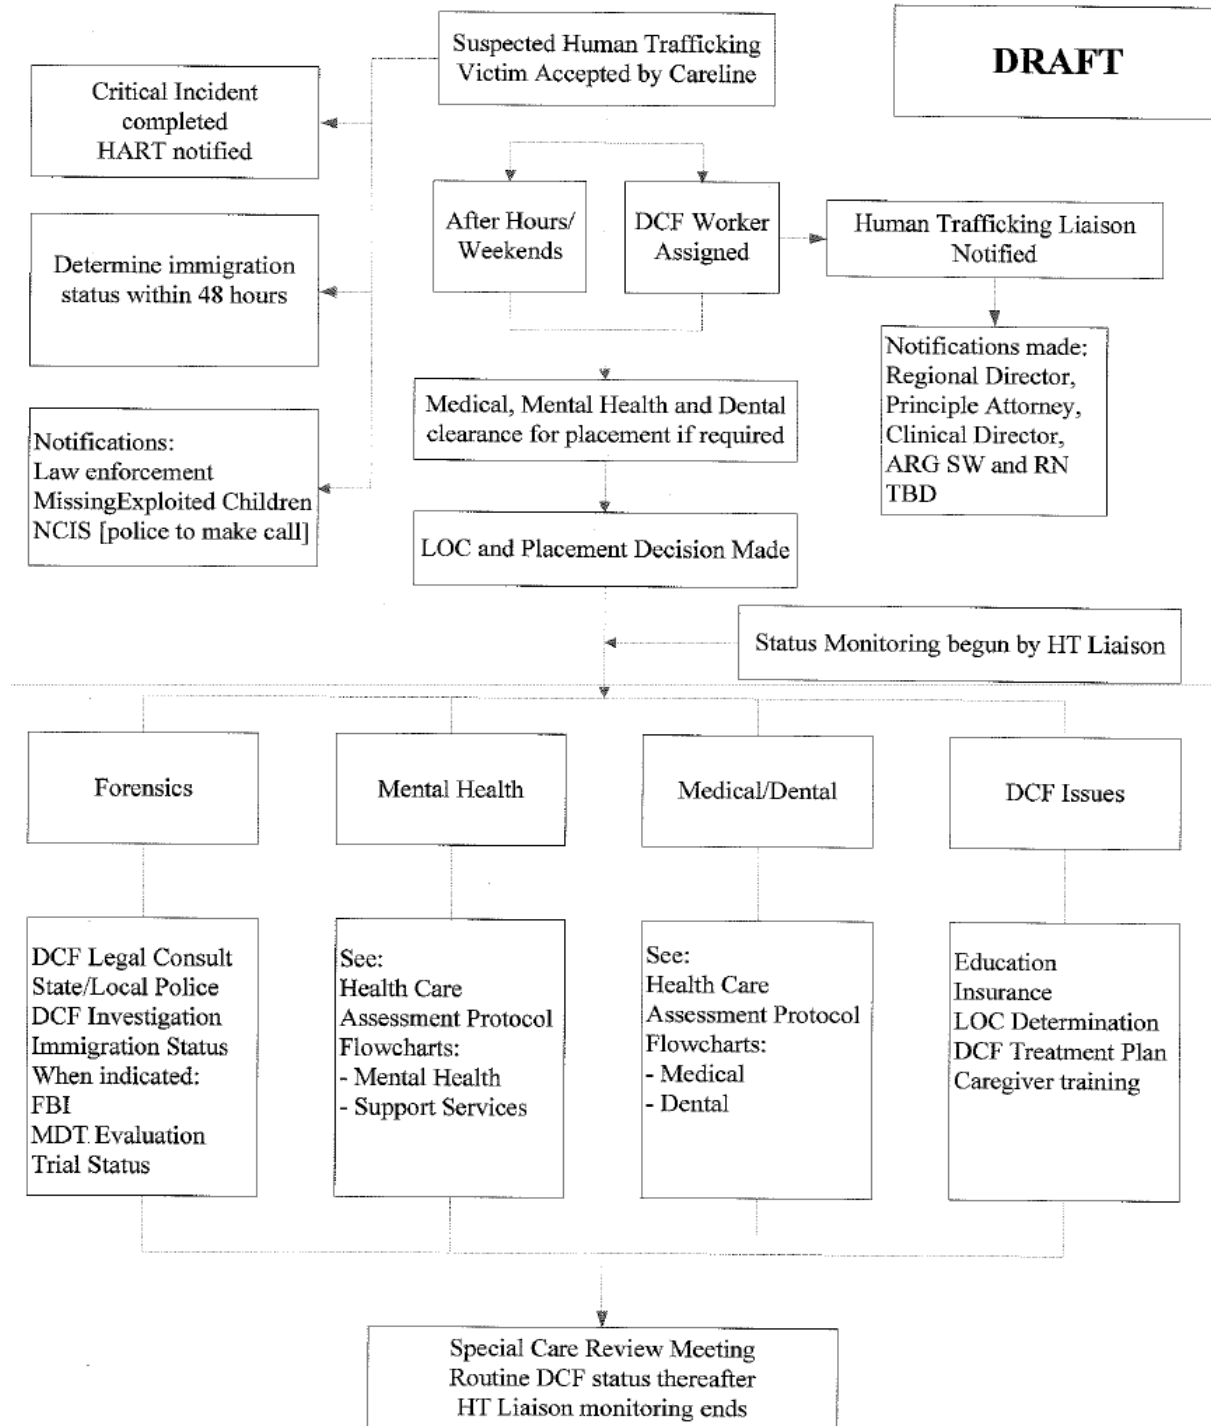 Suspected Human Trafficking
Victim Accepted by Careline
DRAFT
Critical Incident
completed
HART notified
After Hours/
Weekends
DCF Worker
Assigned
Human Trafficking Liaison
Notified
Determine immigration
status within 48 hours
Notifications made:
Regional Director,
Principle Attorney,
Clinical Director,
ARG SW and RN
TBD
Medical, Mental Health and Dental
clearance for placement if required
Notifications:
Law enforcement
MissingExploited Children
NCIS [police to make call]
LOC and Placement Decision Made
Status Monitoring begun by HT Liaison
Forensics
Mental Health
Medical/Dental
DCF Issues
DCF Legal Consult
State/Local Police
DCF Investigation
Immigration Status
When indicated:
FBI
MDT Evaluation
Trial Status
See:
Health Care
Assessment Protocol
Flowcharts:
- Mental Health
- Support Services
See:
Health Care
Assessment Protocol
Flowcharts:
- Medical
- Dental
Education
Insurance
LOC Determination
DCF Treatment Plan
Caregiver training
Special Care Review Meeting
Routine DCF status thereafter
HT Liaison monitoring ends